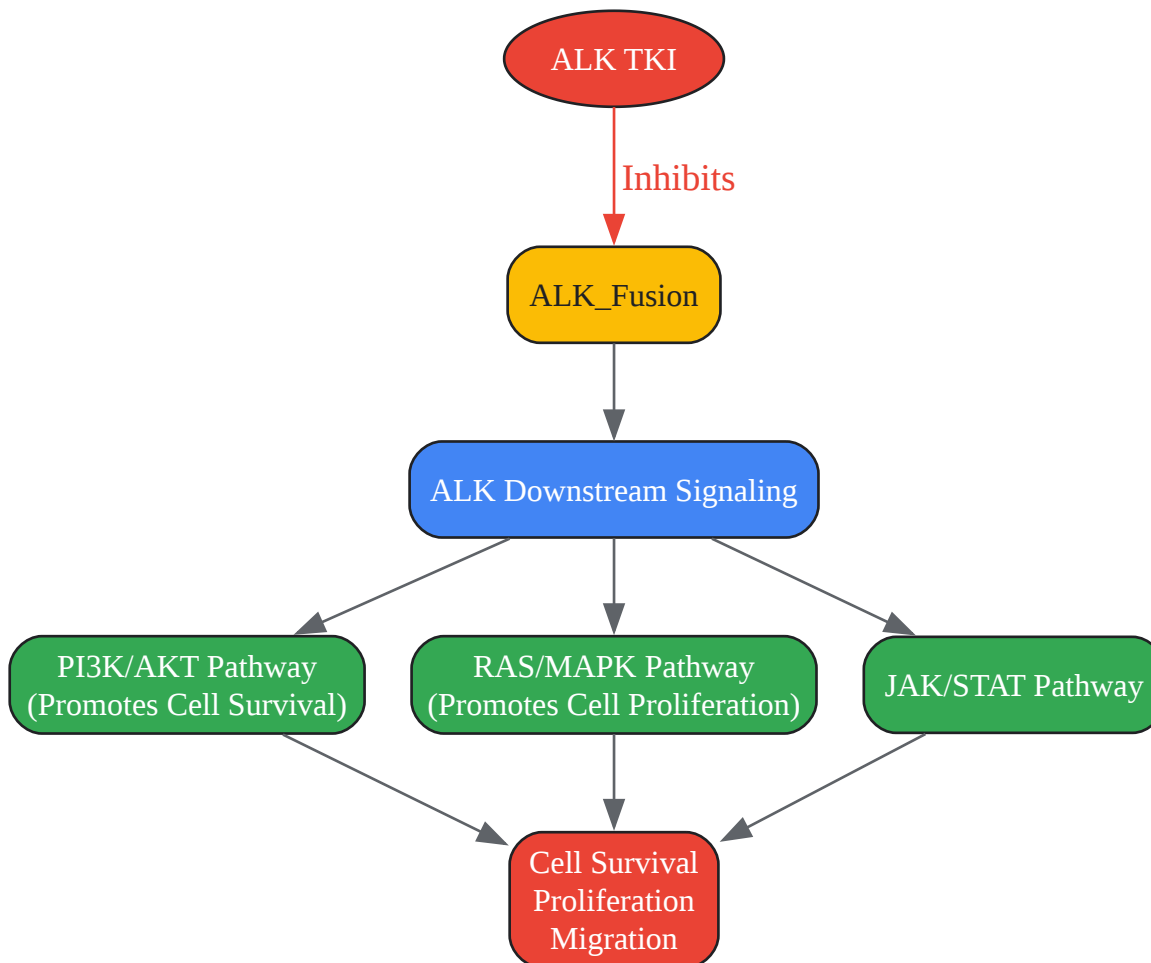 ALK TKI
Inhibits
ALK_Fusion
ALK Downstream Signaling
PI3K/AKT Pathway
(Promotes Cell Survival)
RAS/MAPK Pathway
(Promotes Cell Proliferation)
JAK/STAT Pathway
Cell Survival
Proliferation
Migration